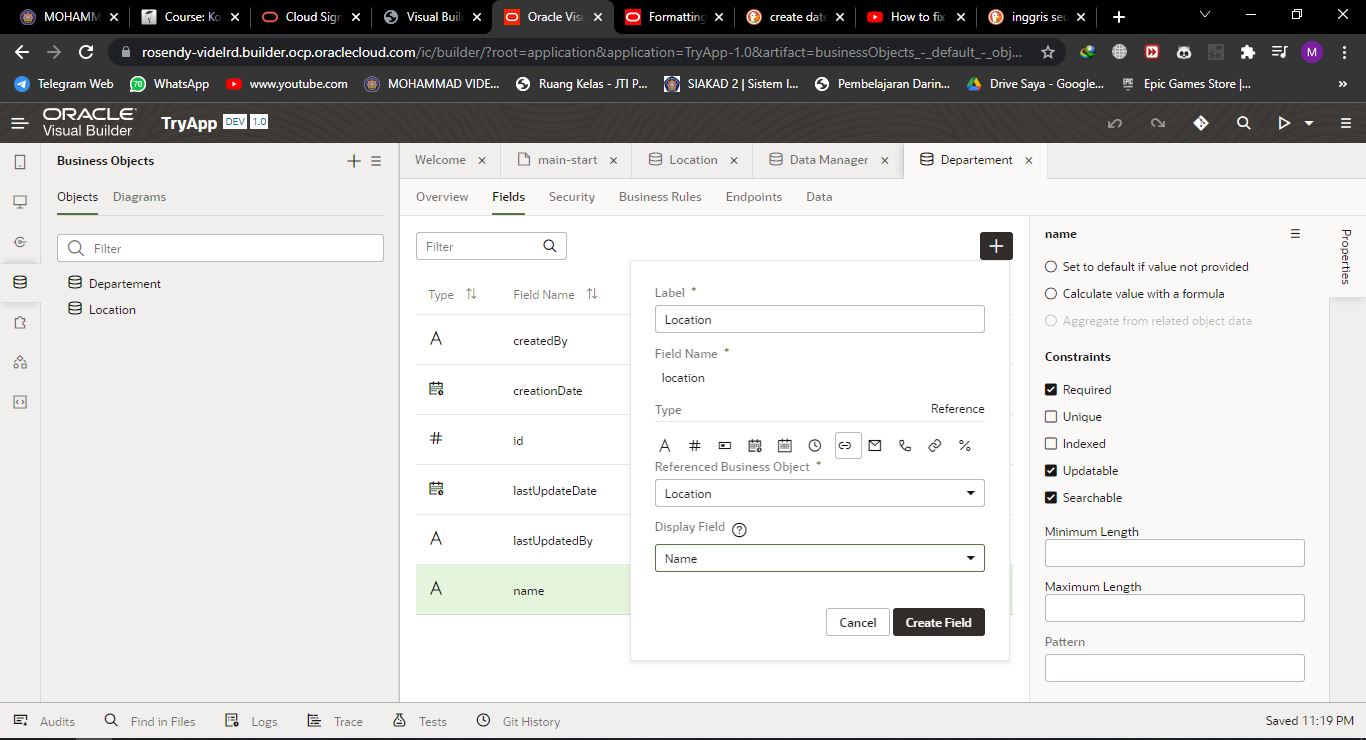 MOHAMM
Course: Ko
Cloud Sign
Visual Buil
Oracle Visu
Formatting
create date
How to fix
inggris seu
rosendy-videlrd.builder.ocp.oraclecloud.com/ic/builder/?root=application&application=TryApp-1.0&artifact=businessObjects_-_default_-_obj...
M
Telegram Web
70
WhatsApp
www.youtube.com
MOHAMMAD VIDE...
Ruang Kelas - JTI P...
SIAKAD 2 | Sistem I...
Pembelajaran Darin...
Drive Saya - Google...
Epic Games Store |...
»
ORACLE
Visual Builder
TryApp
DEV
1.0
Business Objects
Welcome
main-start
Location
Data Manager
Departement
Objects
Diagrams
Overview
Fields
Security
Business Rules
Endpoints
Data
Filter
Departement
Location
Filter
Type
Field Name
createdBy
creationDate
id
lastUpdateDate
lastUpdatedBy
name
Label *
Location
Field Name *
location
Type
Reference
Referenced Business Object *
Location
Display Field
Name
Cancel
Create Field
name
Set to default if value not provided
Calculate value with a formula
Aggregate from related object data
Constraints
Required
Unique
Indexed
Updatable
Searchable
Minimum Length
Maximum Length
Pattern
Properties
Audits
Find in Files
Logs
Trace
Tests
Git History
Saved 11:19 PM